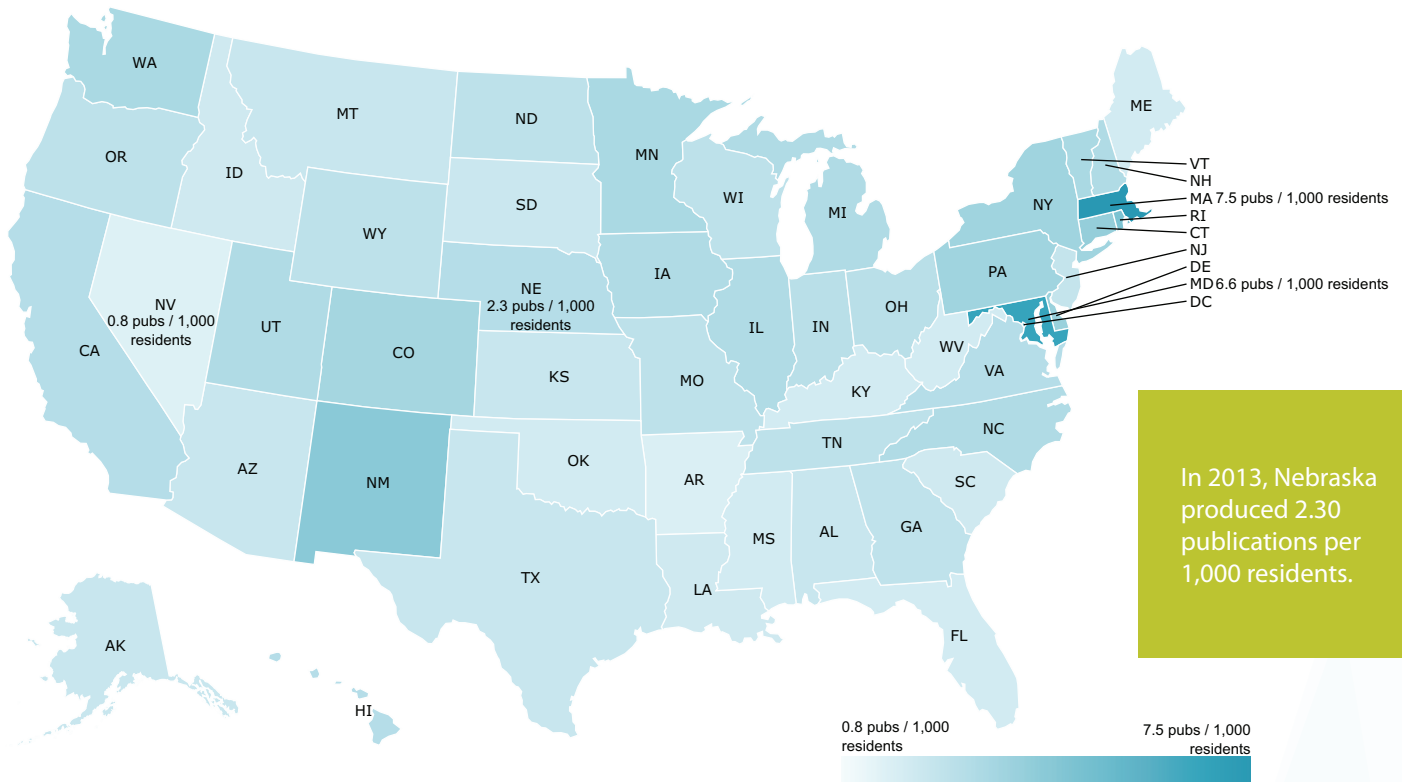 WA
MT
ND
ME
OR
MN
ID
VT
NH
WI
SD
MI
NY
MA 7.5 pubs / 1,000 residents
RI
WY
CT
NJ
IA
PA
DE
NE
MD 6.6 pubs / 1,000 residents
2.3 pubs / 1,000
residents
DC
NV
0.8 pubs / 1,000
residents
OH
UT
IL
IN
CA
CO
WV
VA
KS
MO
KY
NC
TN
OK
AZ
NM
AR
SC
GA
AL
MS
TX
LA
FL
AK
HI
In 2013, Nebraska
produced 2.30
publications per
1,000 residents.
0.8 pubs / 1,000
residents
7.5 pubs / 1,000
residents